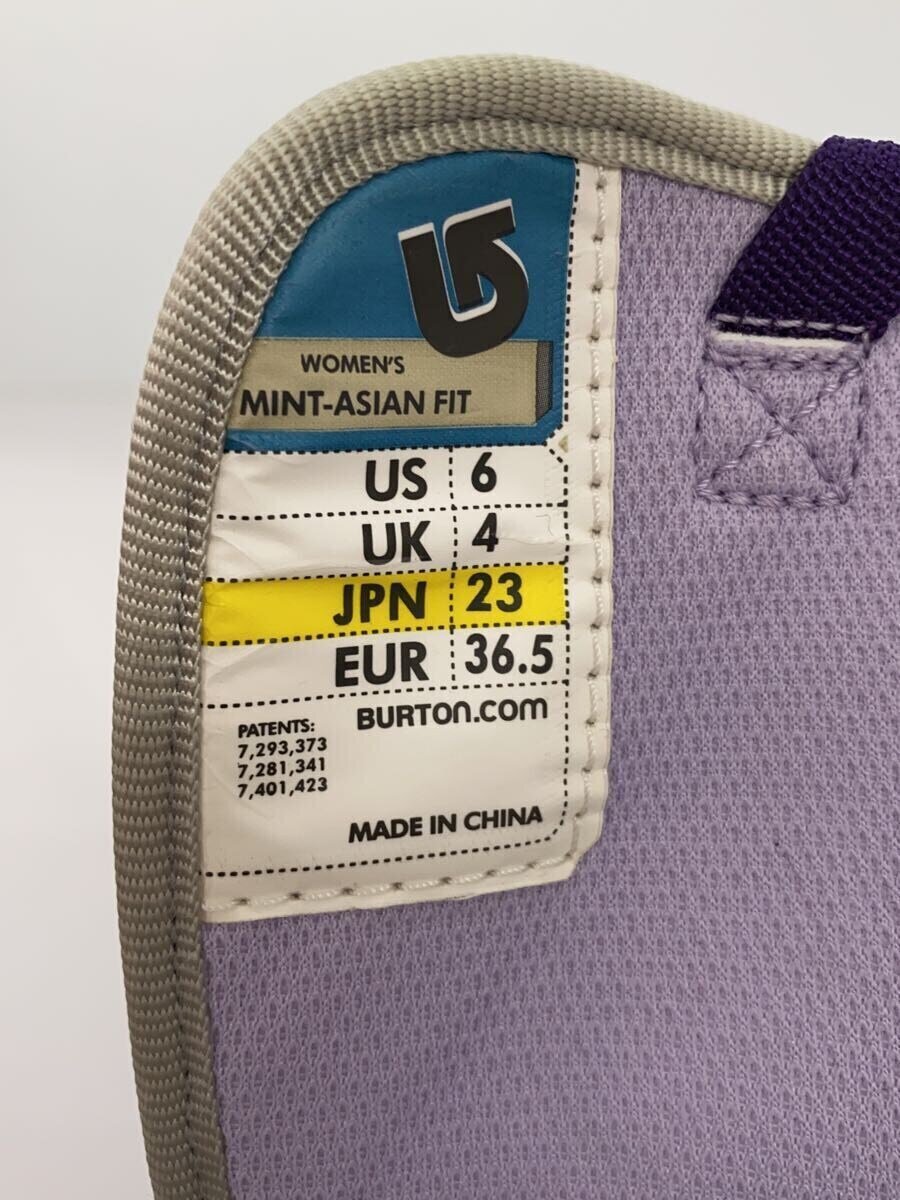 WOMEN'S
MINT-ASIAN FIT
US 6
UK 4
JPN 23
EUR 36.5
BURTON.COM
PATENTS:
7,293,373
7,281,341
7,401,423
MADE IN CHINA